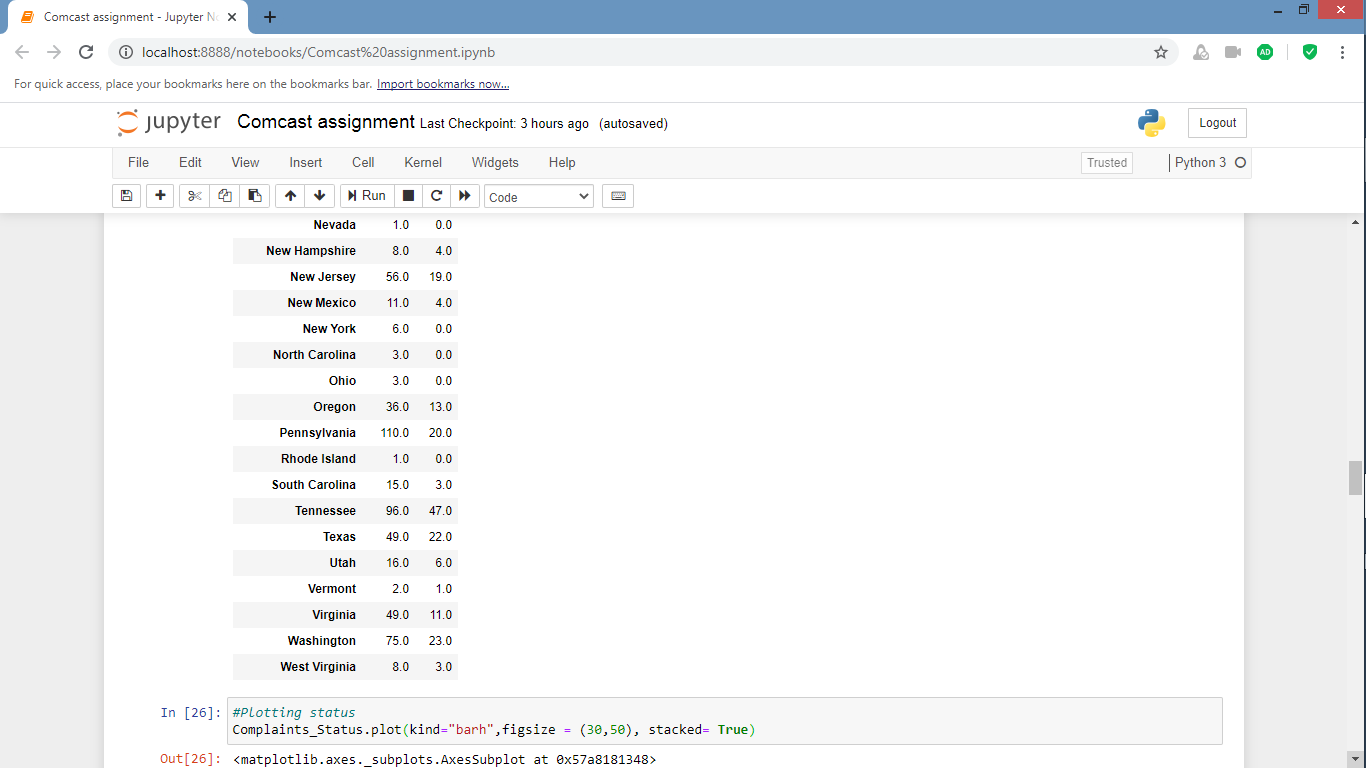 Comcast assignment - Jupyter N
localhost:8888/notebooks/Comcast%20assignment.ipynb
For quick access, place your bookmarks here on the bookmarks bar. Import bookmarks now...
jupyter Comcast assignment Last Checkpoint: 3 hours ago (autosaved)
Logout
File Edit View Insert Cell Kernel Widgets Help Trusted Python 3
Run Code
Nevada 1.0 0.0
New Hampshire 8.0 4.0
New Jersey 56.0 19.0
New Mexico 11.0 4.0
New York 6.0 0.0
North Carolina 3.0 0.0
Ohio 3.0 0.0
Oregon 36.0 13.0
Pennsylvania 110.0 20.0
Rhode Island 1.0 0.0
South Carolina 15.0 3.0
Tennessee 96.0 47.0
Texas 49.0 22.0
Utah 16.0 6.0
Vermont 2.0 1.0
Virginia 49.0 11.0
Washington 75.0 23.0
West Virginia 8.0 3.0
In [26]: #Plotting status
Complaints_Status.plot(kind="barh",figsize = (30,50), stacked= True)
Out[26]: <matplotlib.axes._subplots.AxesSubplot at 0x57a8181348>